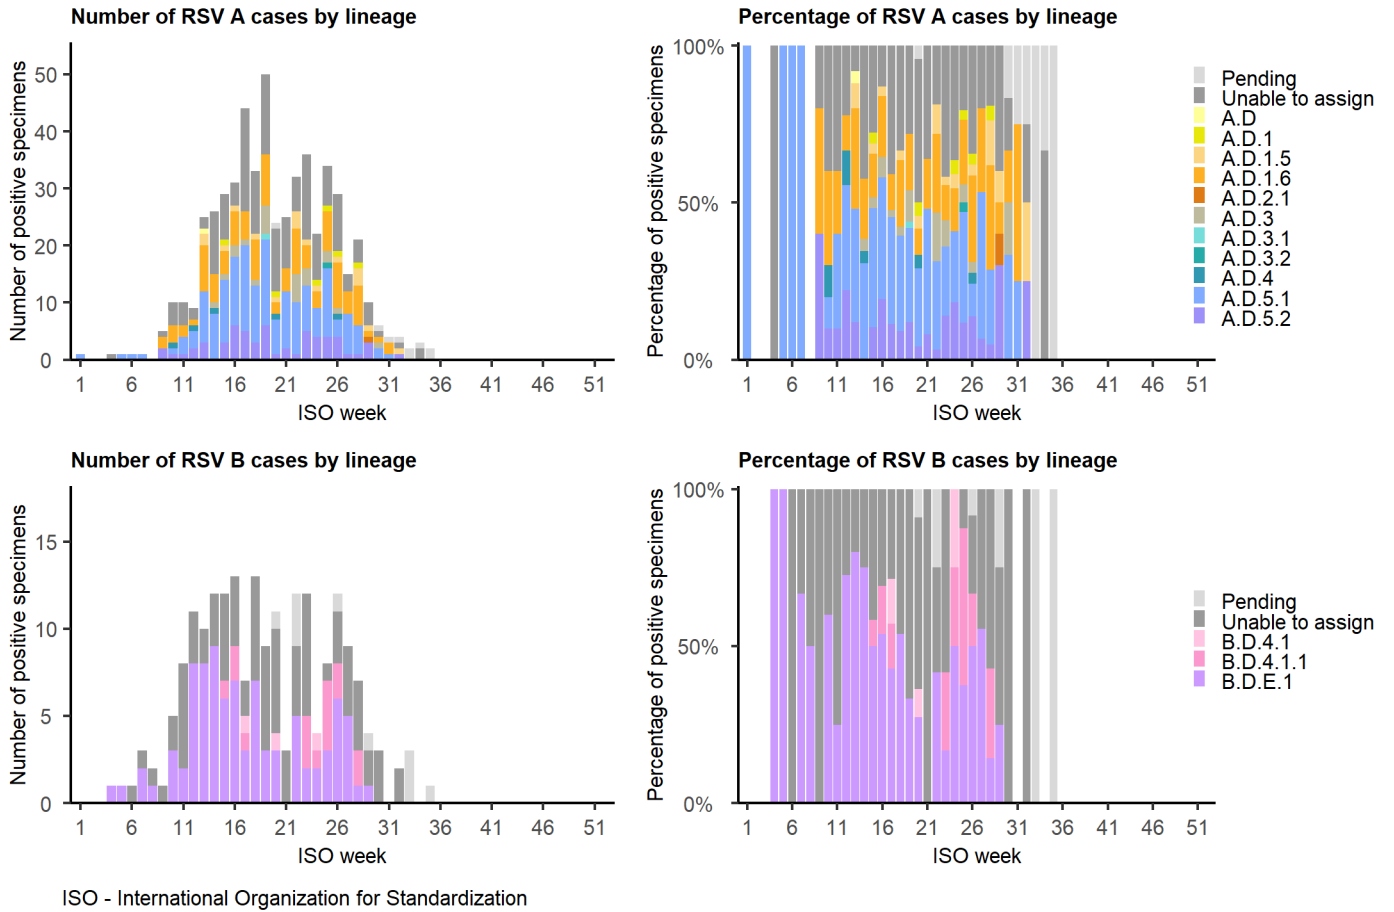 Number of RSV A cases by lineage
Number of positive specimens
50
40
30
20
10
0
1 6 11 16 21 26 31 36 41 46 51
ISO week
Percentage of RSV A cases by lineage
Percentage of positive specimens
100%
50%
0%
1 6 11 16 21 26 31 36 41 46 51
ISO week
Pending
Unable to assign
A.D
A.D.1
A.D.1.5
A.D.1.6
A.D.2.1
A.D.3
A.D.3.1
A.D.3.2
A.D.4
A.D.5.1
A.D.5.2
Number of RSV B cases by lineage
Number of positive specimens
15
10
5
0
1 6 11 16 21 26 31 36 41 46 51
ISO week
Percentage of RSV B cases by lineage
Percentage of positive specimens
100%
50%
0%
1 6 11 16 21 26 31 36 41 46 51
ISO week
Pending
Unable to assign
B.D.4.1
B.D.4.1.1
B.D.E.1
ISO - International Organization for Standardization